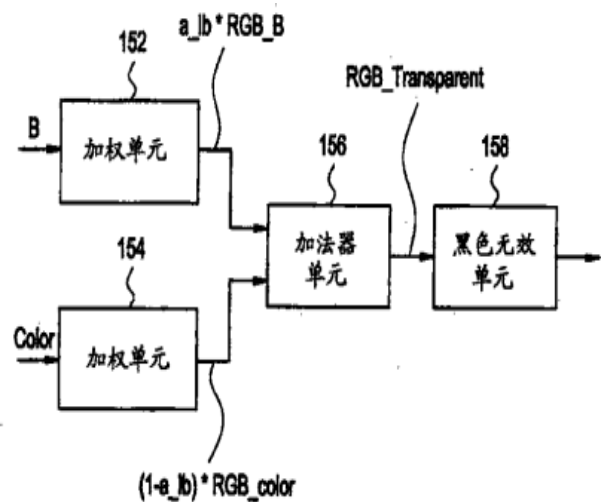 a_lb * RGB_B
152
RGB_Transparent
B
加权单元
156
158
加法器
单元
黑色无效
单元
154
Color
加权单元
(1-a_lb) * RGB_color